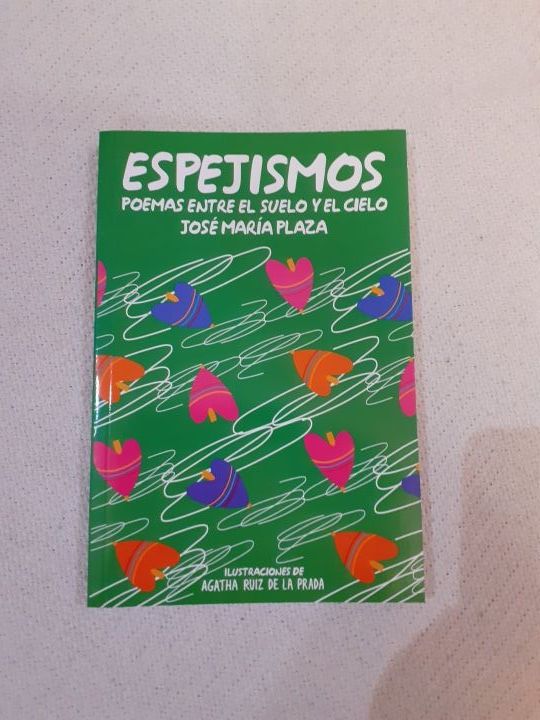 ESPEJISMOS
POEMAS ENTRE EL SUELO Y EL CIELO
JOSÉ MARÍA PLAZA
ILUSTRACIONES DE
AGATHA RUIZ DE LA PRADA